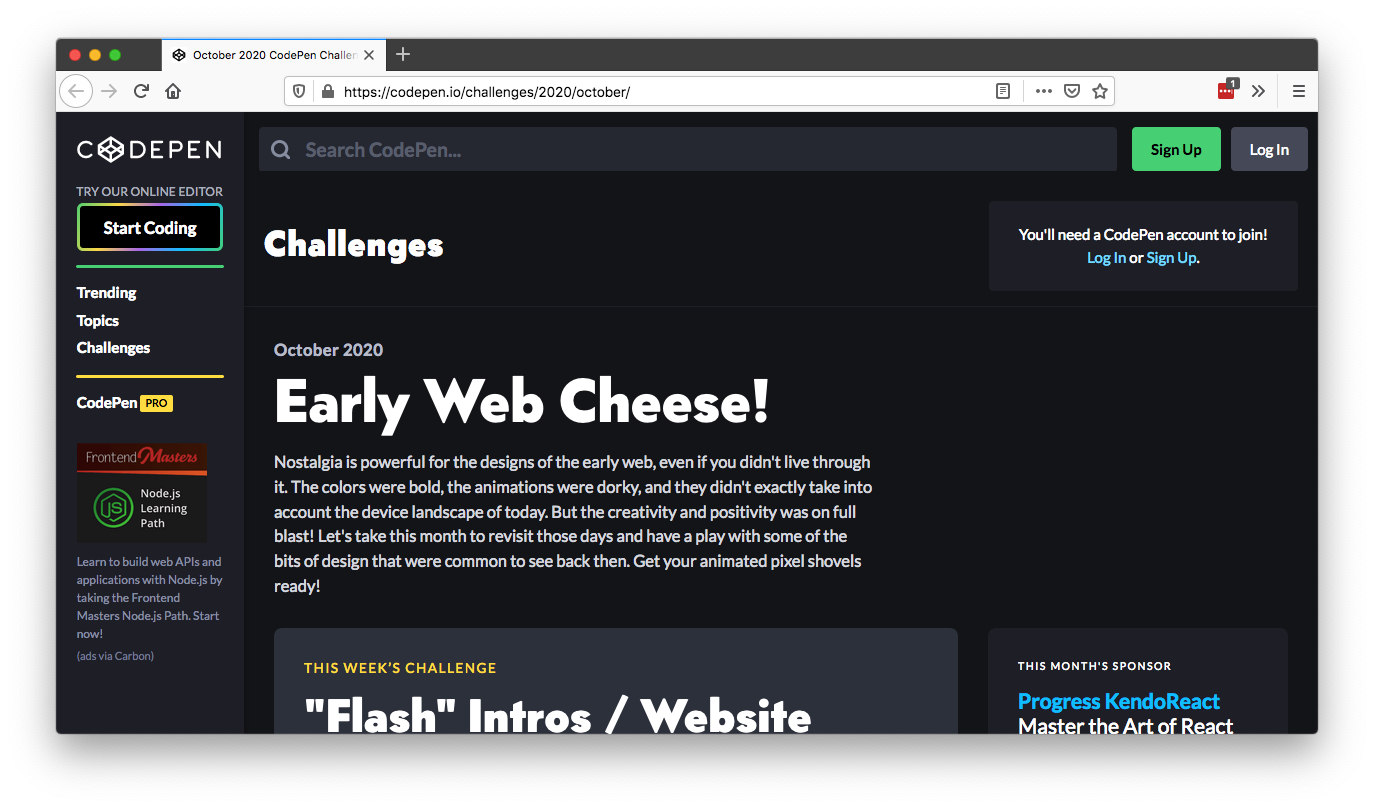 October 2020 CodePen Challen
https://codepen.io/challenges/2020/october/
1
CODEPEN
TRY OUR ONLINE EDITOR
Start Coding
Trending
Topics
Challenges
CodePen PRO
Frontend Masters
JS
Node.js
Learning
Path
Learn to build web APIs and
applications with Node.js by
taking the Frontend
Masters Node.js Path. Start
now!
(ads via Carbon)
Search CodePen...
Sign Up
Log In
Challenges
You'll need a CodePen account to join!
Log In or Sign Up.
October 2020
Early Web Cheese!
Nostalgia is powerful for the designs of the early web, even if you didn't live through
it. The colors were bold, the animations were dorky, and they didn't exactly take into
account the device landscape of today. But the creativity and positivity was on full
blast! Let's take this month to revisit those days and have a play with some of the
bits of design that were common to see back then. Get your animated pixel shovels
ready!
THIS WEEK’S CHALLENGE
"Flash" Intros / Website
THIS MONTH'S SPONSOR
Progress KendoReact
Master the Art of React